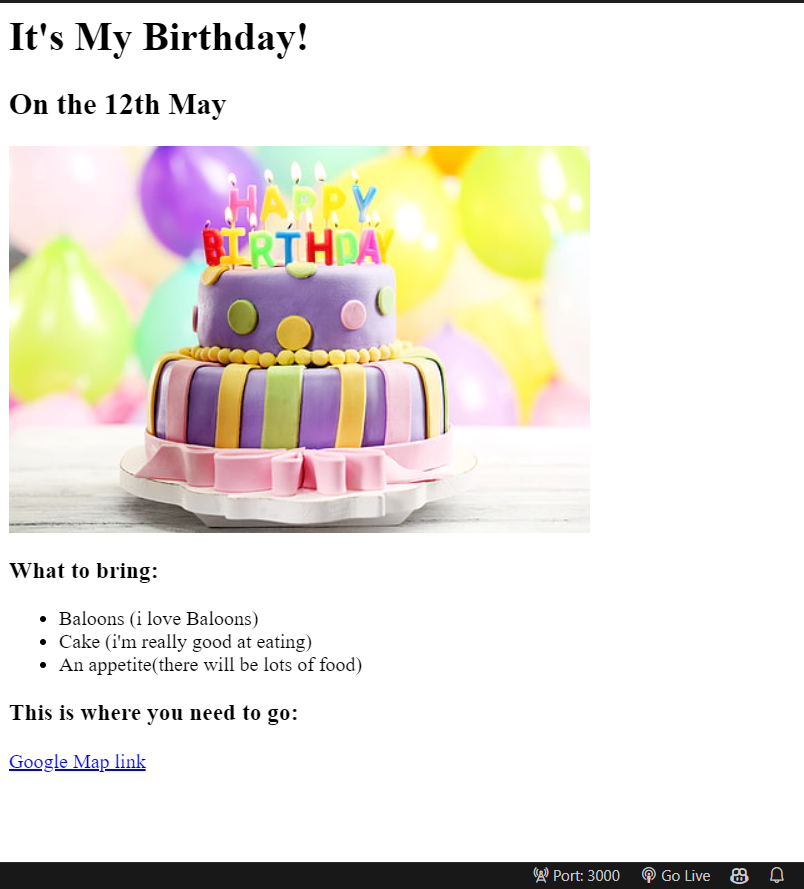 It's My Birthday!
On the 12th May
HAPPY
BIRTHDAY
What to bring:
Baloons (i love Baloons)
Cake (i'm really good at eating)
An appetite(there will be lots of food)
This is where you need to go:
Google Map link
Port: 3000 Go Live